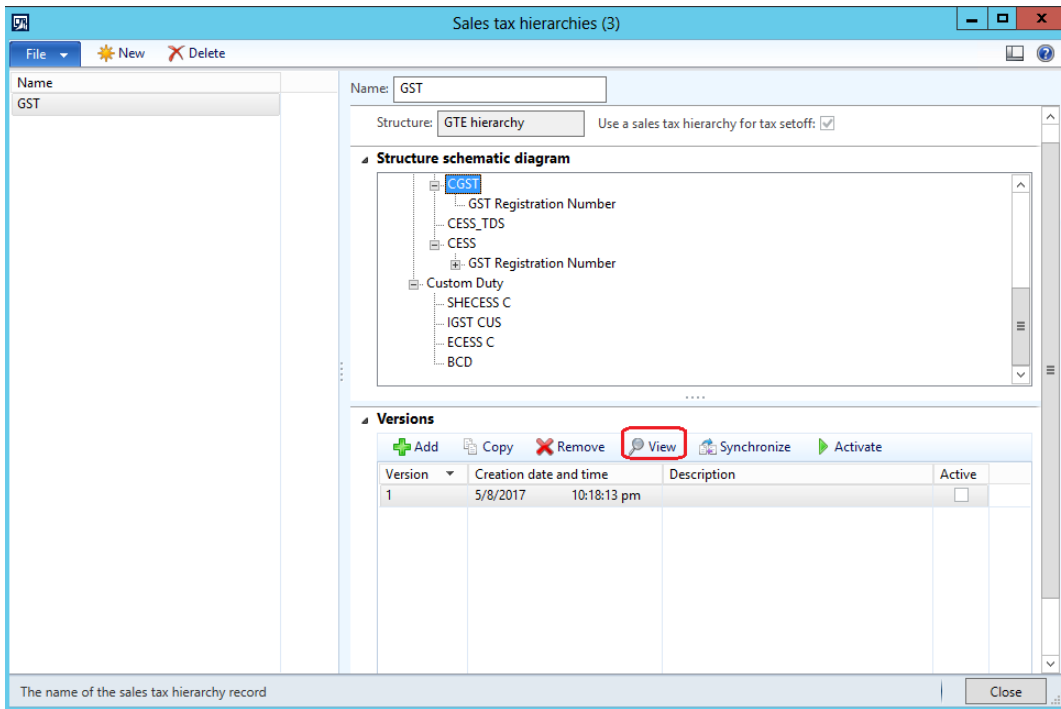 Sales tax hierarchies (3)
File New Delete
Name
GST
Name: GST
Structure: GTE hierarchy Use a sales tax hierarchy for tax setoff:
Structure schematic diagram
CGST
GST Registration Number
CESS_TDS
CESS
GST Registration Number
Custom Duty
SHECESS C
IGST CUS
ECESS C
BCD
Versions
Add Copy Remove View Synchronize Activate
Version Creation date and time Description Active
1 5/8/2017 10:18:13 pm
The name of the sales tax hierarchy record Close